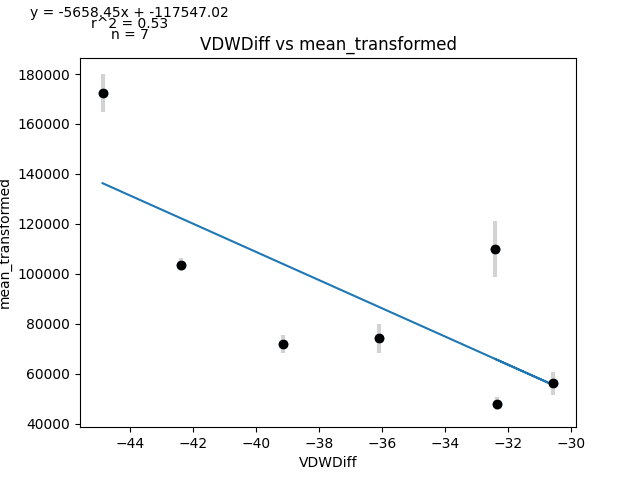 y = -5658.45x + -117547.02
r^2 = 0.53
n = 7
VDWDiff vs mean_transformed
180000
160000
140000
120000
100000
80000
60000
40000
mean_transformed
−44 −42 −40 −38 −36 −34 −32 −30
VDWDiff